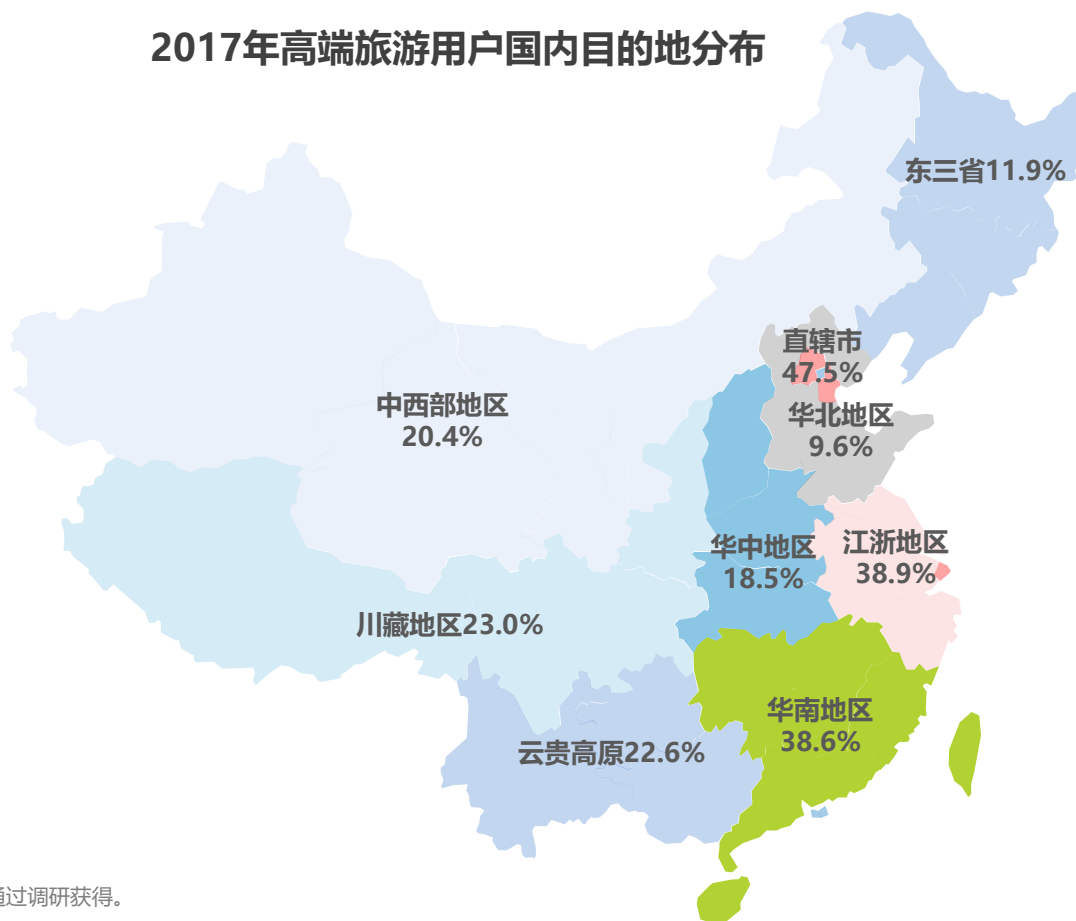 2017年高端旅游用户国内目的地分布
东三省11.9%
直辖市
47.5%
中西部地区
20.4%
华北地区
9.6%
华中地区
18.5%
江浙地区
38.9%
川藏地区23.0%
华南地区
38.6%
云贵高原22.6%
通过调研获得。